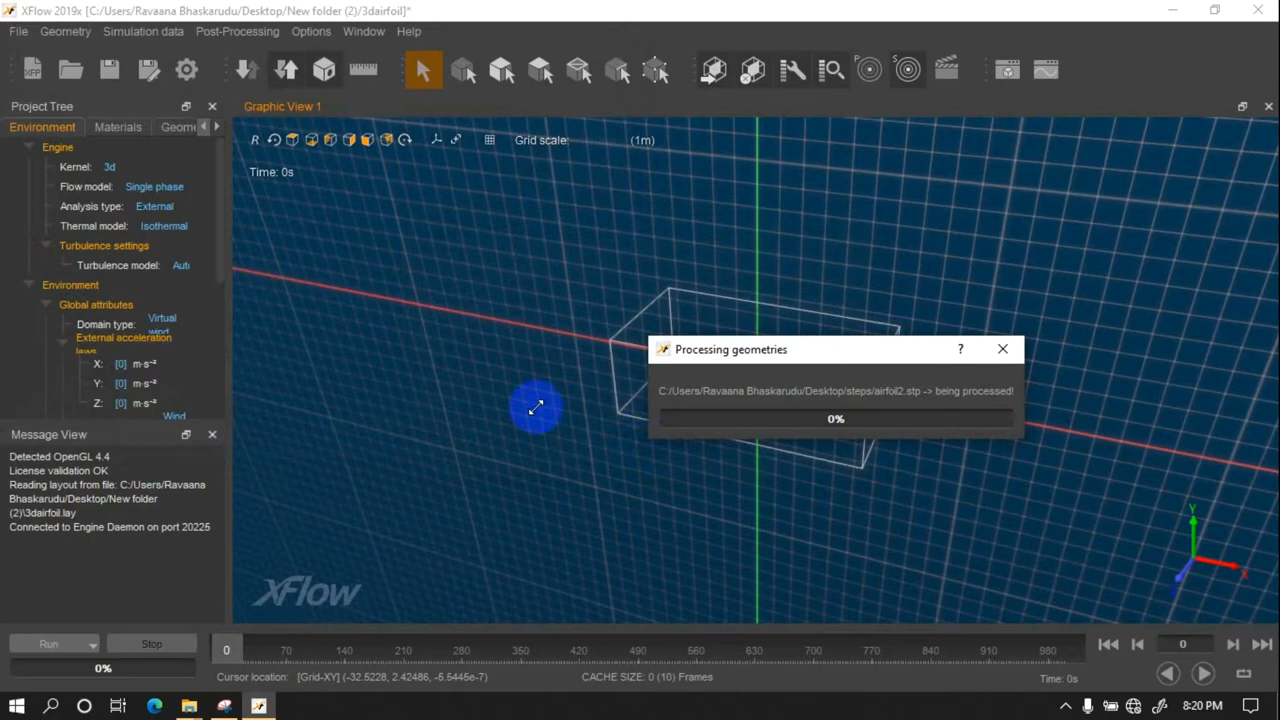 XFlow 2019x [C:/Users/Ravaana Bhaskarudu/Desktop/New folder (2)/3dairfoil]*
File Geometry Simulation data Post-Processing Options Window Help
XFP
P S
Project Tree
Graphic View 1
Environment Materials Geome
R Grid scale: (1m)
Time: 0s
Engine
Kernel: 3d
Flow model: Single phase
Analysis type: External
Thermal model: Isothermal
Turbulence settings
Turbulence model: Auto
Environment
Global attributes
Domain type: Virtual
wind
External acceleration
laws
X: [0] m·s⁻²
Y: [0] m·s⁻²
Z: [0] m·s⁻²
Wind
Processing geometries ?
C:/Users/Ravaana Bhaskarudu/Desktop/steps/airfoil2.stp -> being processed!
0%
Message View
Detected OpenGL 4.4
License validation OK
Reading layout from file: C:/Users/Ravaana
Bhaskarudu/Desktop/New folder
(2)\3dairfoil.lay
Connected to Engine Daemon on port 20225
Y
X
XFlow
Run Stop
0%
0 70 140 210 280 350 420 490 560 630 700 770 840 910 980
0
Cursor location: [Grid-XY] (-32.5228, 2.42486, -5.5445e-7) CACHE SIZE: 0 (10) Frames Time: 0s
8:20 PM